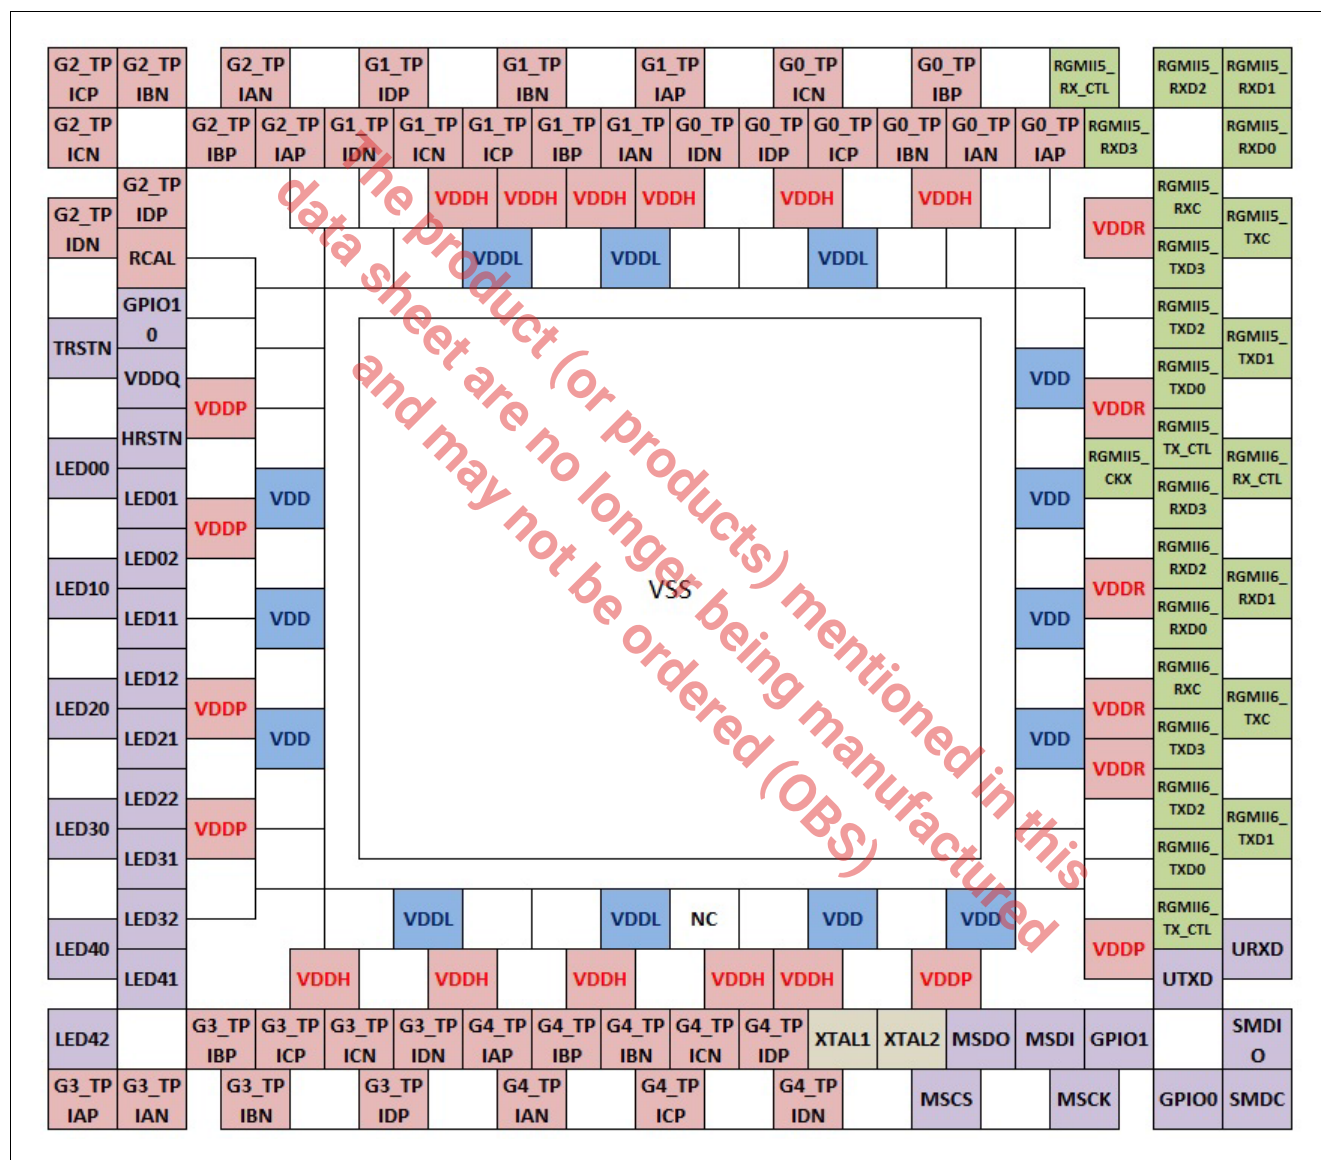 G2_TP ICP
G2_TP IBN
G2_TP IAN
G1_TP IDP
G1_TP IBN
G1_TP IAP
G0_TP ICN
G0_TP IBP
RGMII5_ RX_CTL
RGMII5_ RXD2
RGMII5_ RXD1
G2_TP ICN
G2_TP IBP
G2_TP IAP
G1_TP IDN
G1_TP ICN
G1_TP ICP
G1_TP IBP
G1_TP IAN
G0_TP IDN
G0_TP IDP
G0_TP ICP
G0_TP IBN
G0_TP IAN
G0_TP IAP
RGMII5_ RXD3
RGMII5_ RXD0
G2_TP IDP
VDDH
VDDH
VDDH
VDDH
VDDH
VDDH
RGMII5_ RXC
G2_TP IDN
VDDR
RGMII5_ TXC
RCAL
VDDL
VDDL
VDDL
RGMII5_ TXD3
GPIO1 0
RGMII5_ TXD2
TRSTN
RGMII5_ TXD1
VDDQ
VDD
RGMII5_ TXD0
VDDP
VDDR
HRSTN
RGMII5_ TX_CTL
LED00
RGMII5_ CKX
RGMII6_ RX_CTL
LED01
VDD
VDD
RGMII6_ RXD3
VDDP
LED02
RGMII6_ RXD2
LED10
VSS
VDDR
RGMII6_ RXD1
LED11
VDD
VDD
RGMII6_ RXD0
LED12
RGMII6_ RXC
LED20
VDDP
VDDR
RGMII6_ TXC
LED21
VDD
VDD
RGMII6_ TXD3
VDDR
LED22
RGMII6_ TXD2
LED30
VDDP
RGMII6_ TXD1
LED31
RGMII6_ TXD0
LED32
VDDL
VDDL
NC
VDD
VDD
RGMII6_ TX_CTL
LED40
VDDP
URXD
LED41
VDDH
VDDH
VDDH
VDDH
VDDH
VDDP
UTXD
LED42
G3_TP IBP
G3_TP ICP
G3_TP ICN
G3_TP IDN
G4_TP IAP
G4_TP IBP
G4_TP IBN
G4_TP ICN
G4_TP IDP
XTAL1
XTAL2
MSDO
MSDI
GPIO1
SMDI O
G3_TP IAP
G3_TP IAN
G3_TP IBN
G3_TP IDP
G4_TP IAN
G4_TP ICP
G4_TP IDN
MSCS
MSCK
GPIO0
SMDC
The product (or products) mentioned in this
data sheet are no longer being manufactured
and may not be ordered (OBS)